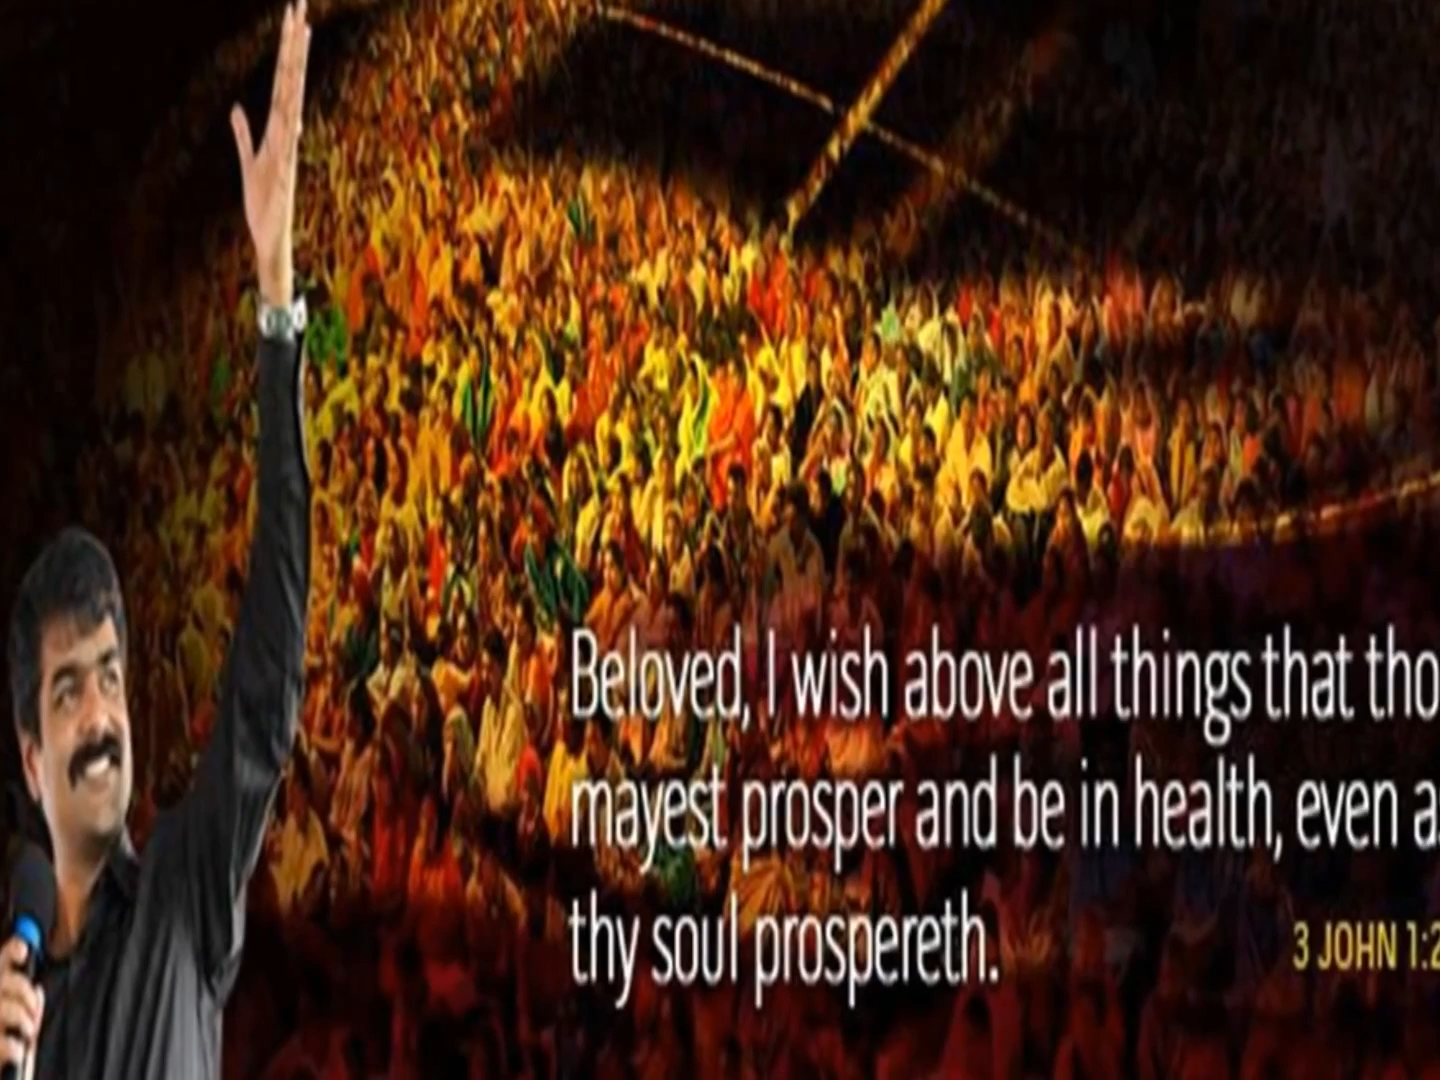 Beloved, I wish above all things that tho
mayest prosper and be in health, even a
thy soul prospereth.
3 JOHN 1:2